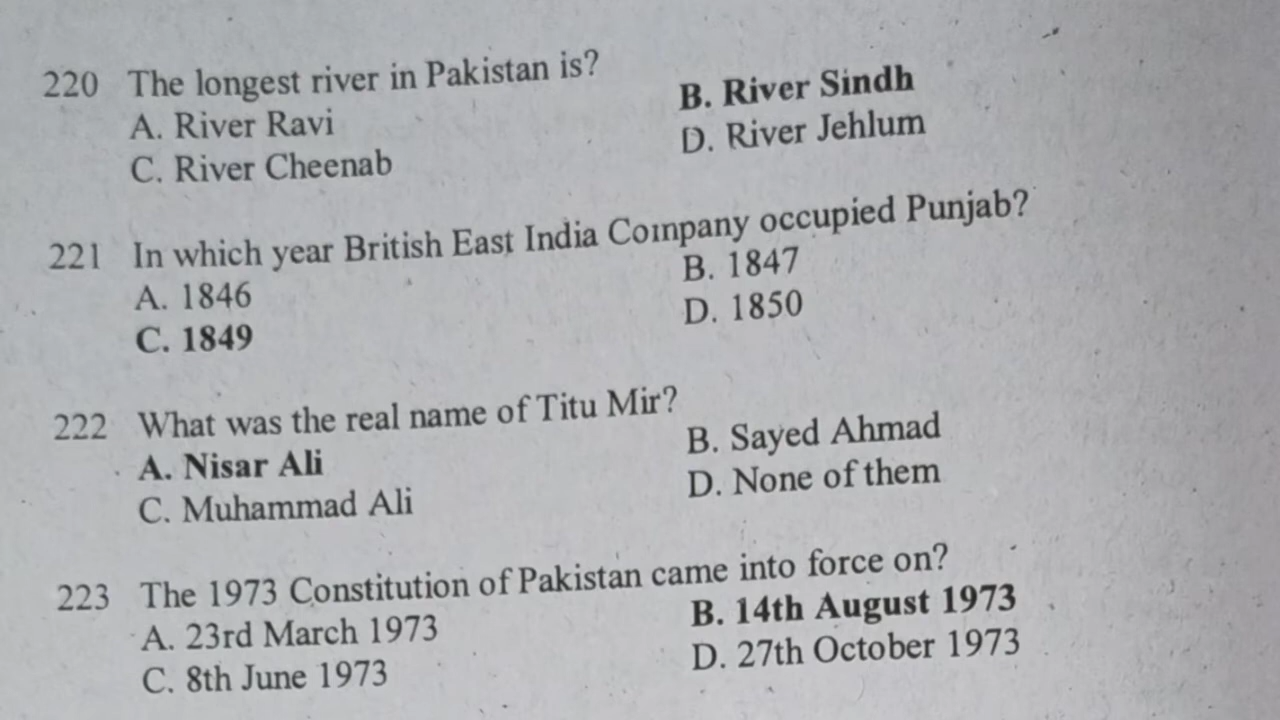 220 The longest river in Pakistan is?
A. River Ravi B. River Sindh
C. River Cheenab D. River Jehlum
221 In which year British East India Company occupied Punjab?
A. 1846 B. 1847
C. 1849 D. 1850
222 What was the real name of Titu Mir?
A. Nisar Ali B. Sayed Ahmad
C. Muhammad Ali D. None of them
223 The 1973 Constitution of Pakistan came into force on?
A. 23rd March 1973 B. 14th August 1973
C. 8th June 1973 D. 27th October 1973